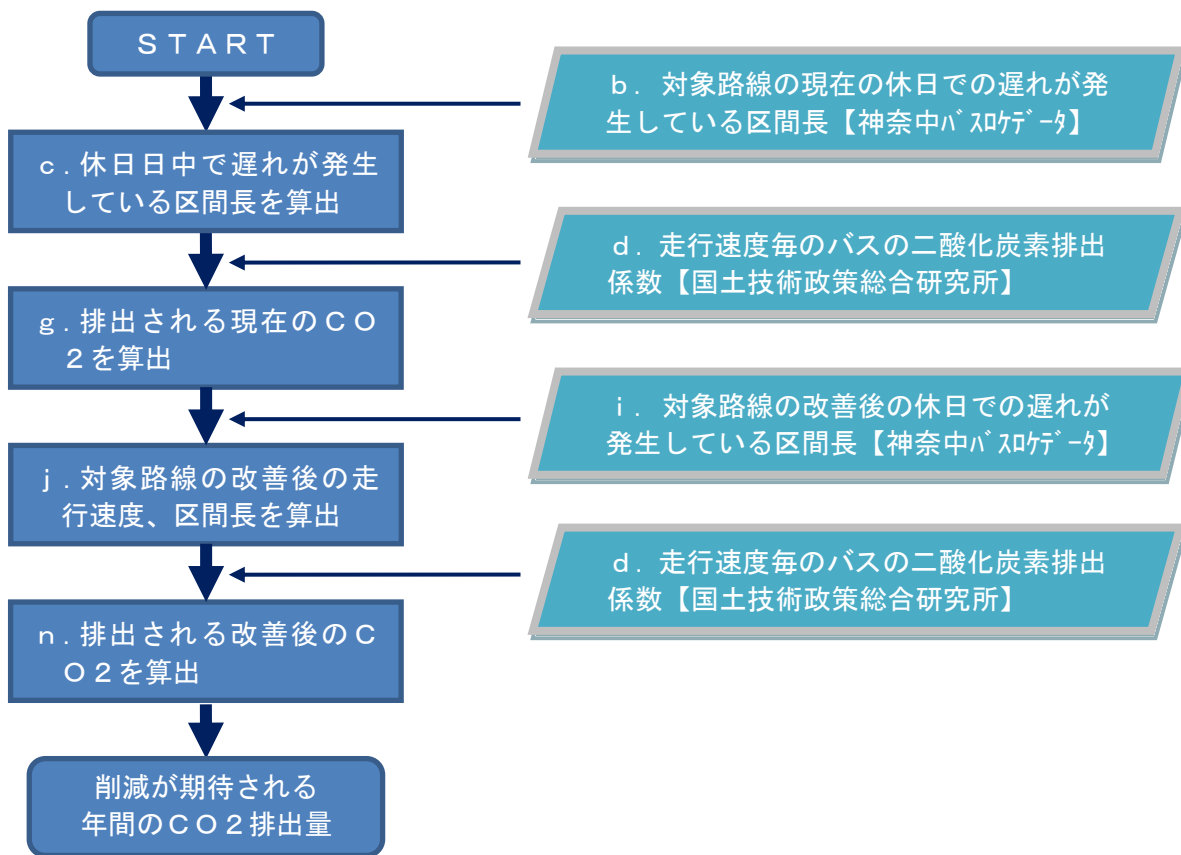 ＳＴＡＲＴ
ｂ．対象路線の現在の休日での遅れが発
生している区間長【神奈中ﾊﾞｽﾛｹﾃﾞｰﾀ】
ｃ．休日日中で遅れが発生
している区間長を算出
ｄ．走行速度毎のバスの二酸化炭素排出
係数【国土技術政策総合研究所】
ｇ．排出される現在のＣＯ
２を算出
ｉ．対象路線の改善後の休日での遅れが
発生している区間長【神奈中ﾊﾞｽﾛｹﾃﾞｰﾀ】
ｊ．対象路線の改善後の走
行速度、区間長を算出
ｄ．走行速度毎のバスの二酸化炭素排出
係数【国土技術政策総合研究所】
ｎ．排出される改善後のＣ
Ｏ２を算出
削減が期待される
年間のＣＯ２排出量